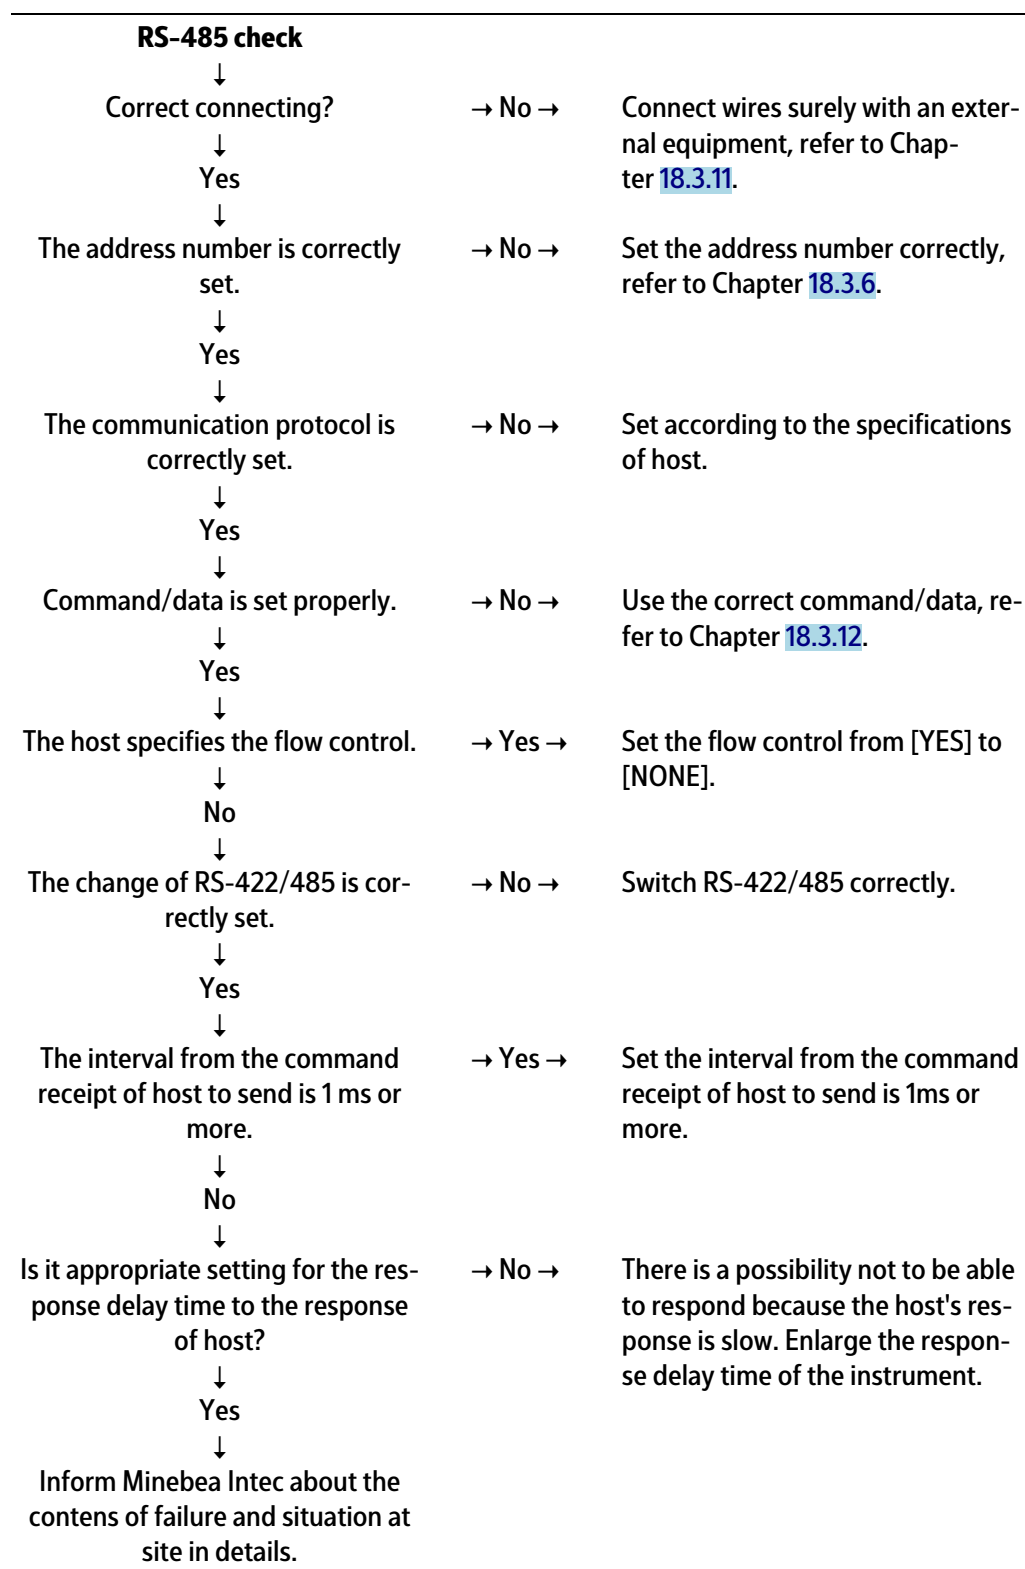 RS-485 check
↓
Correct connecting?
→ No →
Connect wires surely with an exter-
nal equipment, refer to Chap-
ter 18.3.11.
↓
Yes
↓
The address number is correctly
set.
→ No →
Set the address number correctly,
refer to Chapter 18.3.6.
↓
Yes
↓
The communication protocol is
correctly set.
→ No →
Set according to the specifications
of host.
↓
Yes
↓
Command/data is set properly.
→ No →
Use the correct command/data, re-
fer to Chapter 18.3.12.
↓
Yes
↓
The host specifies the flow control.
→ Yes →
Set the flow control from [YES] to
[NONE].
↓
No
↓
The change of RS-422/485 is cor-
rectly set.
→ No →
Switch RS-422/485 correctly.
↓
Yes
↓
The interval from the command
receipt of host to send is 1 ms or
more.
→ Yes →
Set the interval from the command
receipt of host to send is 1ms or
more.
↓
No
↓
Is it appropriate setting for the res-
ponse delay time to the response
of host?
→ No →
There is a possibility not to be able
to respond because the host's res-
ponse is slow. Enlarge the respon-
se delay time of the instrument.
↓
Yes
↓
Inform Minebea Intec about the
contens of failure and situation at
site in details.